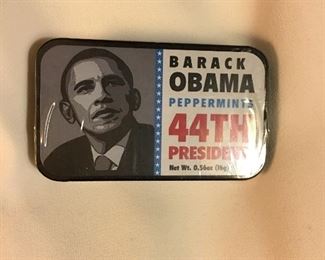 BARACK
OBAMA
PEPPERMINTS
44TH
PRESIDENT
Net Wt. 0.56oz (16g)